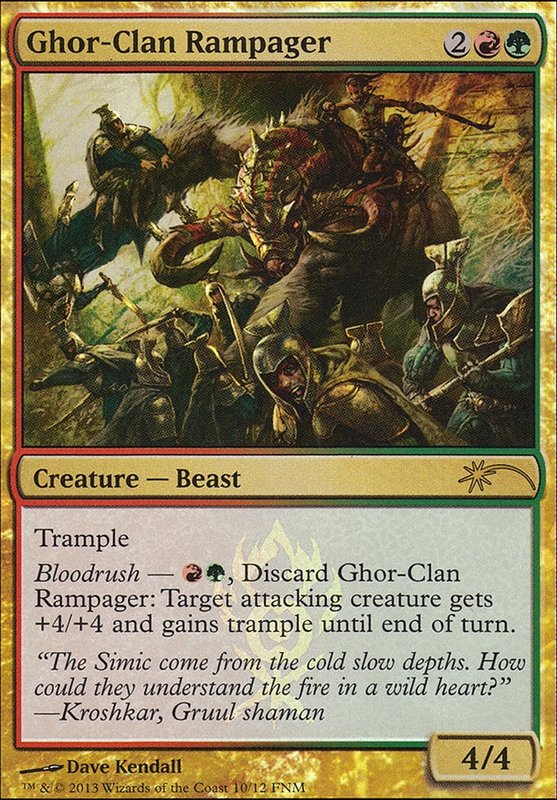 Ghor-Clan Rampager 2
Creature — Beast
Trample
Bloodrush — , Discard Ghor-Clan
Rampager: Target attacking creature gets
+4/+4 and gains trample until end of turn.
“The Simic come from the cold slow depths. How
could they understand the fire in a wild heart?”
—Kroshkar, Gruul shaman
4/4
Dave Kendall
™ & © 2013 Wizards of the Coast 10/12 FNM